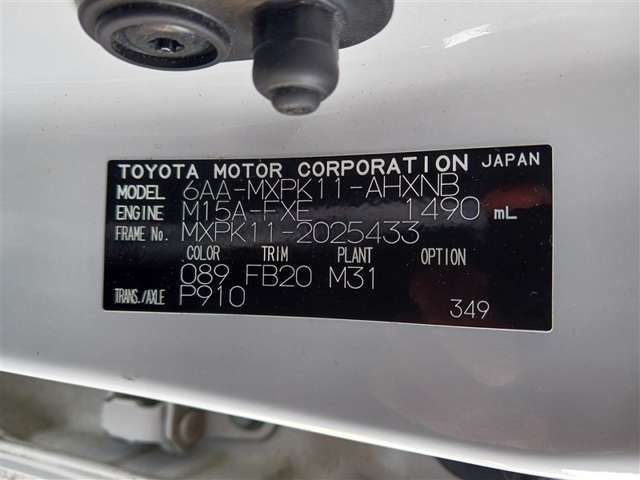 TOYOTA MOTOR CORPORATION JAPAN
MODEL 6AA-MXPK11-AHXNB
ENGINE M15A-FXE 1490 mL
FRAME No. MXPK11-2025433
COLOR TRIM PLANT OPTION
089 FB20 M31
TRANS./AXLE P910
349